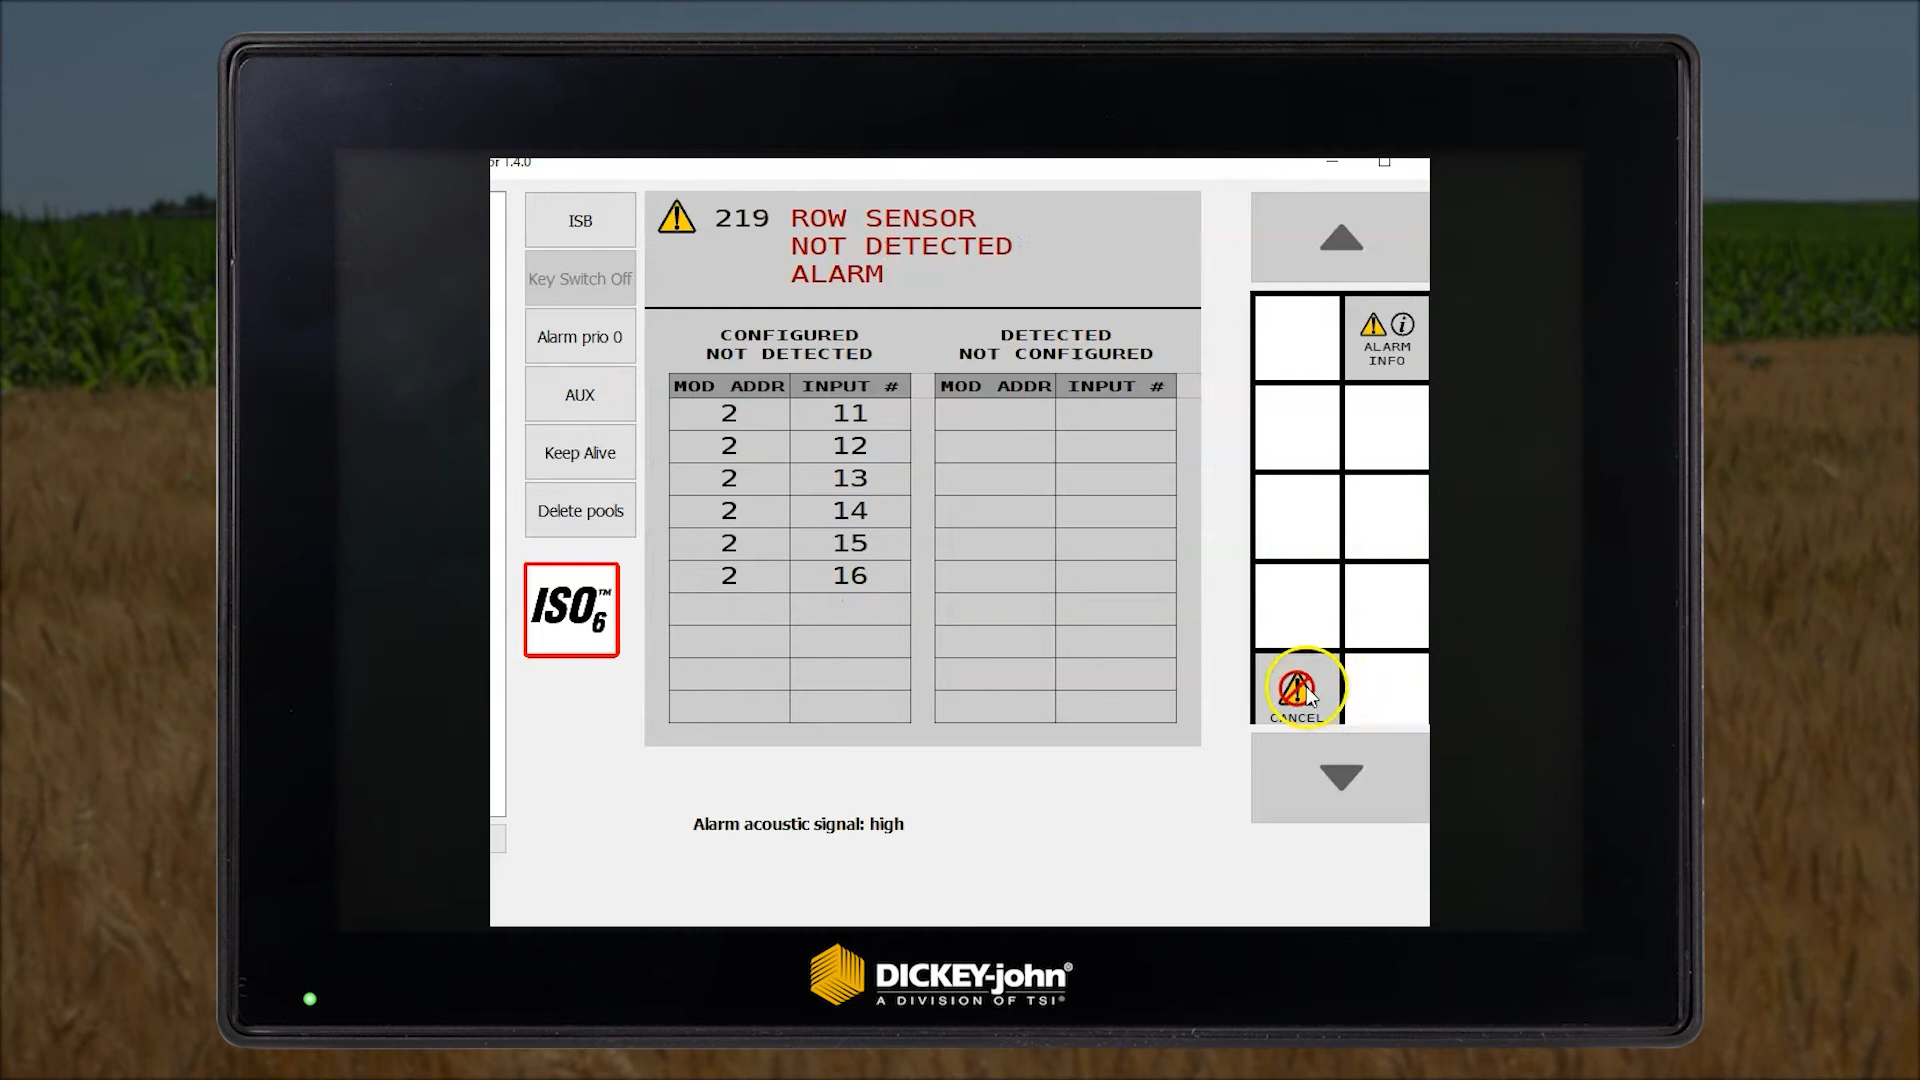 or 1.4.0
ISB
Key Switch Off
Alarm prio 0
AUX
Keep Alive
Delete pools
ISO™6
219 ROW SENSOR
NOT DETECTED
ALARM
CONFIGURED
NOT DETECTED
MOD ADDR INPUT #
2 11
2 12
2 13
2 14
2 15
2 16
DETECTED
NOT CONFIGURED
MOD ADDR INPUT #
Alarm acoustic signal: high
ALARM
INFO
CANCEL
DICKEY-john®
A DIVISION OF TSI®